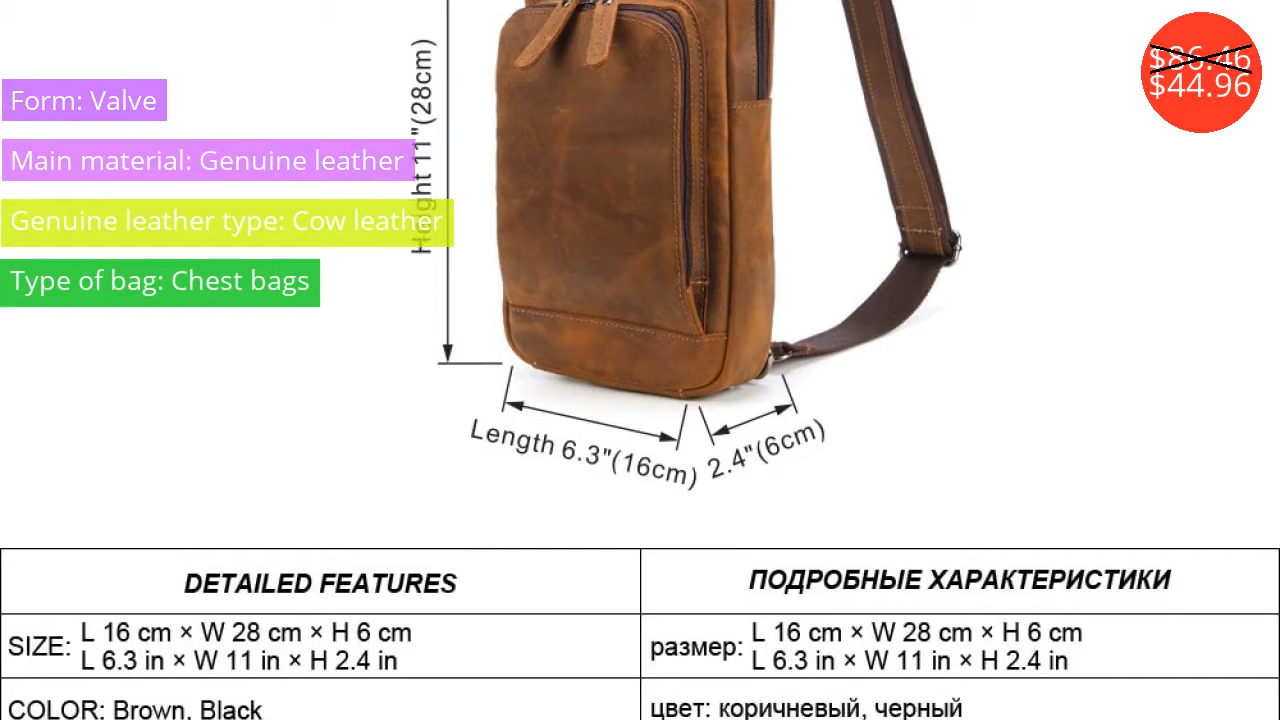 $86.46
$44.96
Form: Valve
Main material: Genuine leather
Genuine leather type: Cow leather
Type of bag: Chest bags
Height 11"(28cm)
Length 6.3"(16cm)
2.4"(6cm)
DETAILED FEATURES
ПОДРОБНЫЕ ХАРАКТЕРИСТИКИ
SIZE: L 16 cm × W 28 cm × H 6 cm
L 6.3 in × W 11 in × H 2.4 in
размер: L 16 cm × W 28 cm × H 6 cm
L 6.3 in × W 11 in × H 2.4 in
COLOR: Brown, Black
цвет: коричневый, черный